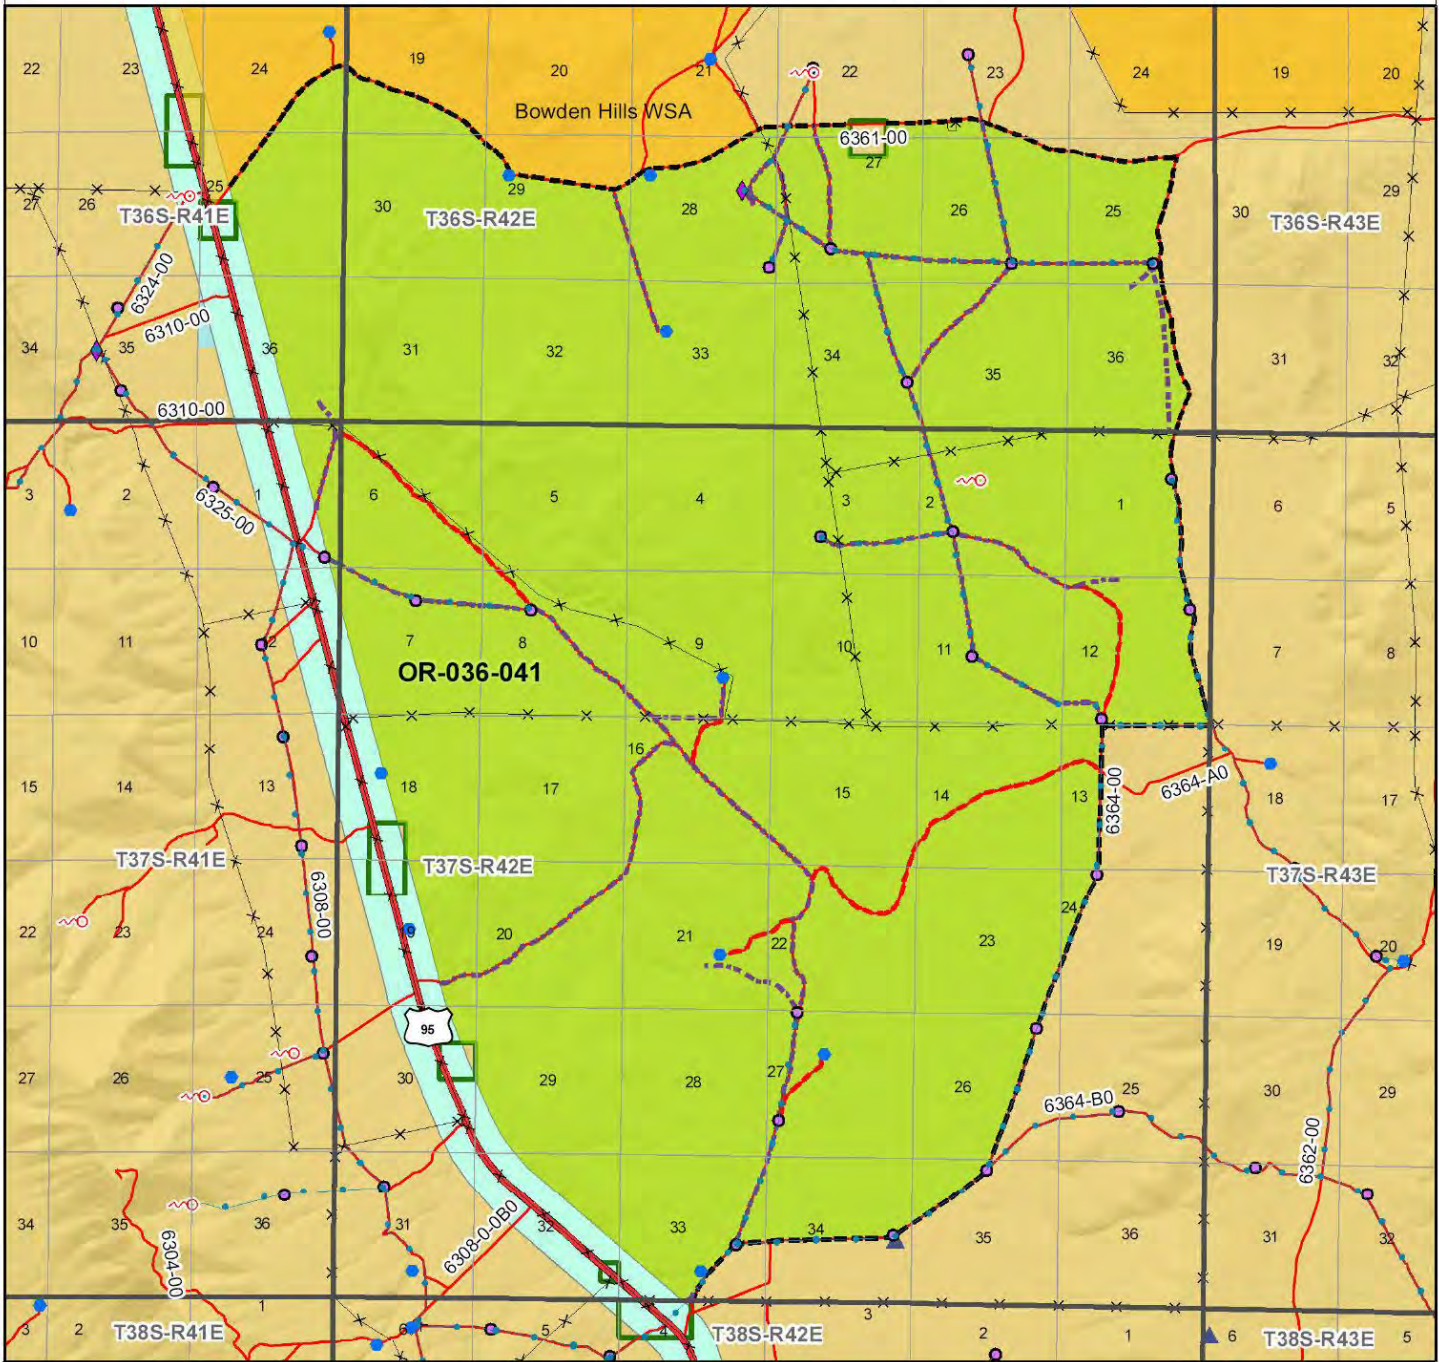 22 23 24 19 20 21 22 23 24 19 20
Bowden Hills WSA
6361-00
27 26 25 30 29 28 27 26 25 30 29
T36S-R41E T36S-R42E T36S-R43E
6324-00
6310-00
34 35 36 31 32 33 34 35 36 31 32
6310-00
3 2 1 6 5 4 3 2 1 6 5
6325-00
10 11 12 7 8 9 10 11 12 7 8
OR-036-041
16
15 14 13 18 17 15 14 13 18 17
6364-00
6364-A0
T37S-R41E T37S-R42E T37S-R43E
6308-00
22 23 24 19 20 21 22 23 24 19 20
95
27 26 25 30 29 28 27 26 25 30 29
6364-B0
6362-00
34 35 36 31 32 33 34 35 36 31 32
6308-0-0B0
6304-00
3 2 1 6 5 4 3 2 1 6 5
T38S-R41E T38S-R42E T38S-R43E